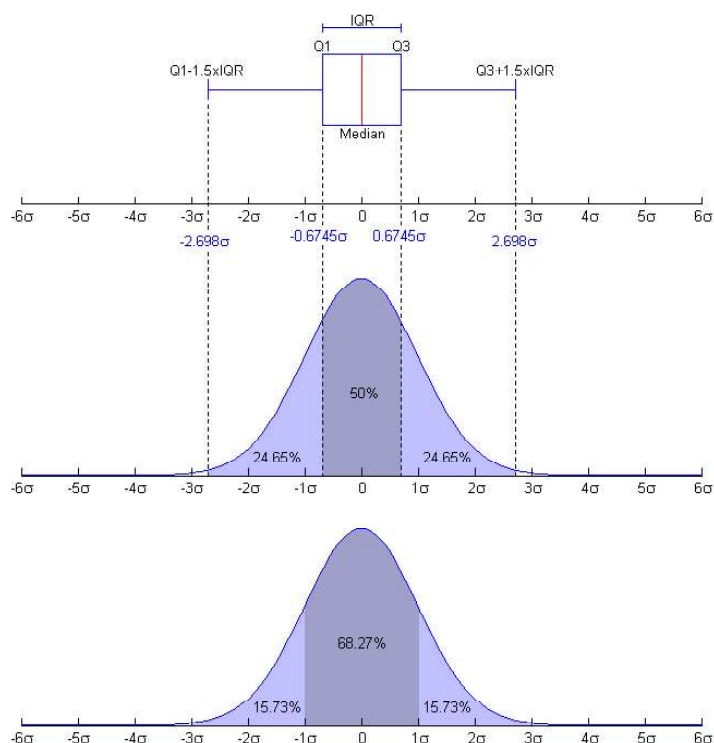 IQR
Q1 Q3
Q1-1.5xIQR Q3+1.5xIQR
Median
-6σ -5σ -4σ -3σ -2σ -1σ 0 1σ 2σ 3σ 4σ 5σ 6σ
-2.698σ -0.6745σ 0.6745σ 2.698σ
50%
24.65% 24.65%
-6σ -5σ -4σ -3σ -2σ -1σ 0 1σ 2σ 3σ 4σ 5σ 6σ
68.27%
15.73% 15.73%
-6σ -5σ -4σ -3σ -2σ -1σ 0 1σ 2σ 3σ 4σ 5σ 6σ